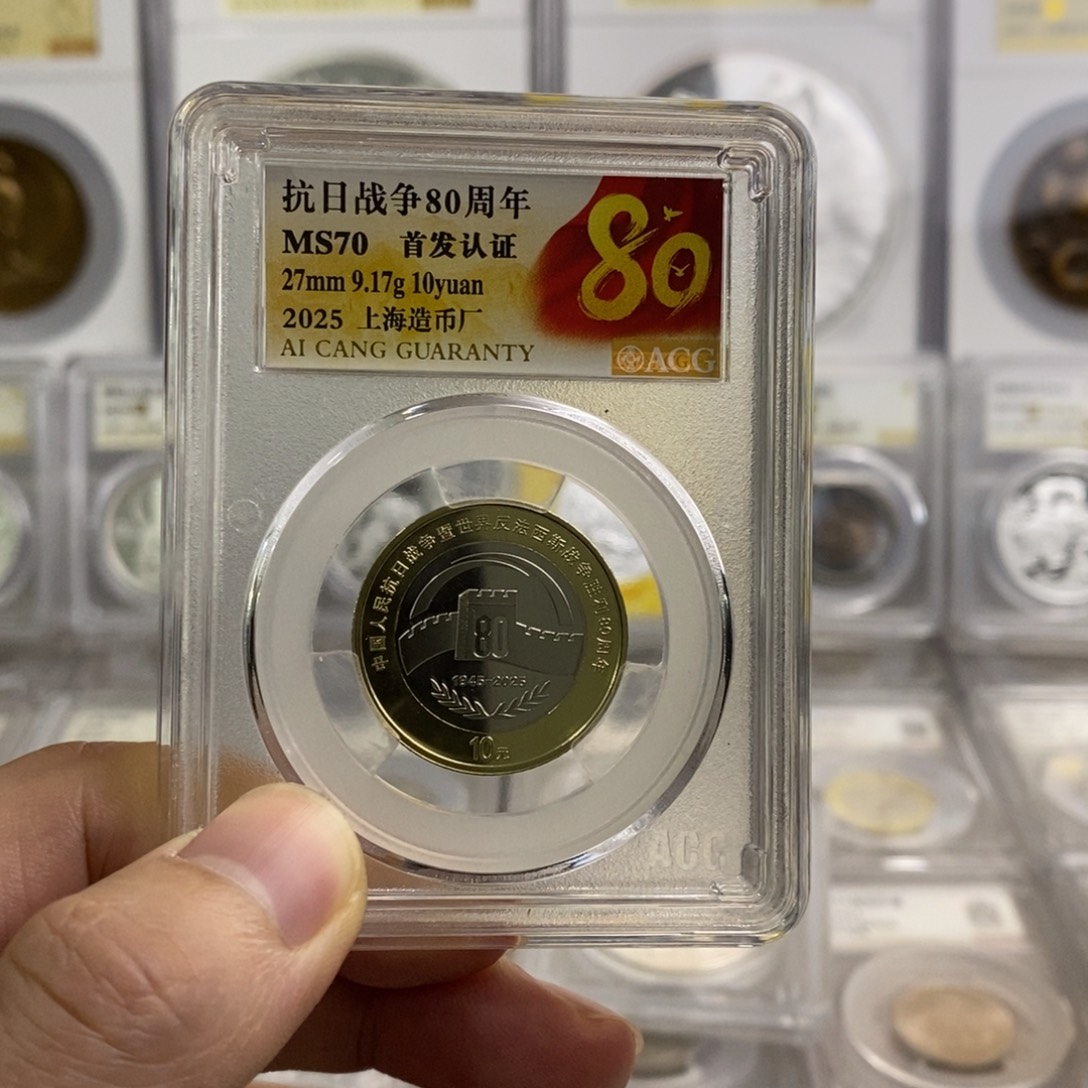 抗日战争80周年
MS70 首发认证
27mm 9.17g 10yuan
2025 上海造币厂
AI CANG GUARANTY
80
ACG
中国人民抗日战争暨世界反法西斯战争胜利80周年
80
1945-2025
10元
ACG